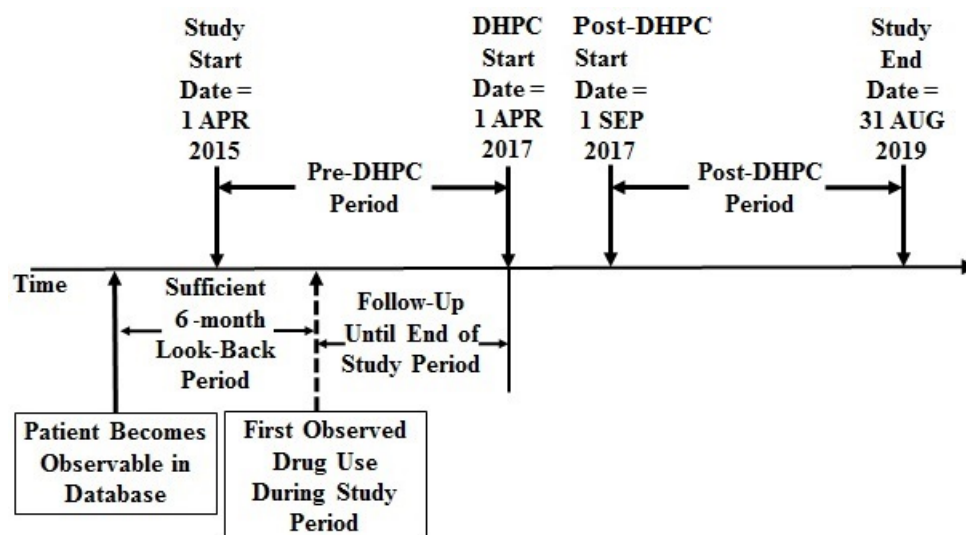 Study
Start
Date =
1 APR
2015
DHPC
Start
Date =
1 APR
2017
Post-DHPC
Start
Date =
1 SEP
2017
Study
End
Date =
31 AUG
2019
Pre-DHPC
Period
Post-DHPC
Period
Time
Sufficient
6 -month
Look-Back
Period
Follow-Up
Until End of
Study Period
Patient Becomes
Observable in
Database
First Observed
Drug Use
During Study
Period